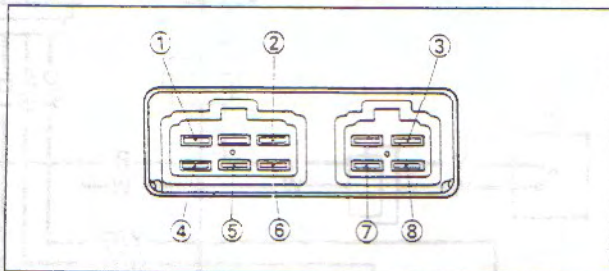 ① ② ③
④ ⑤ ⑥ ⑦ ⑧